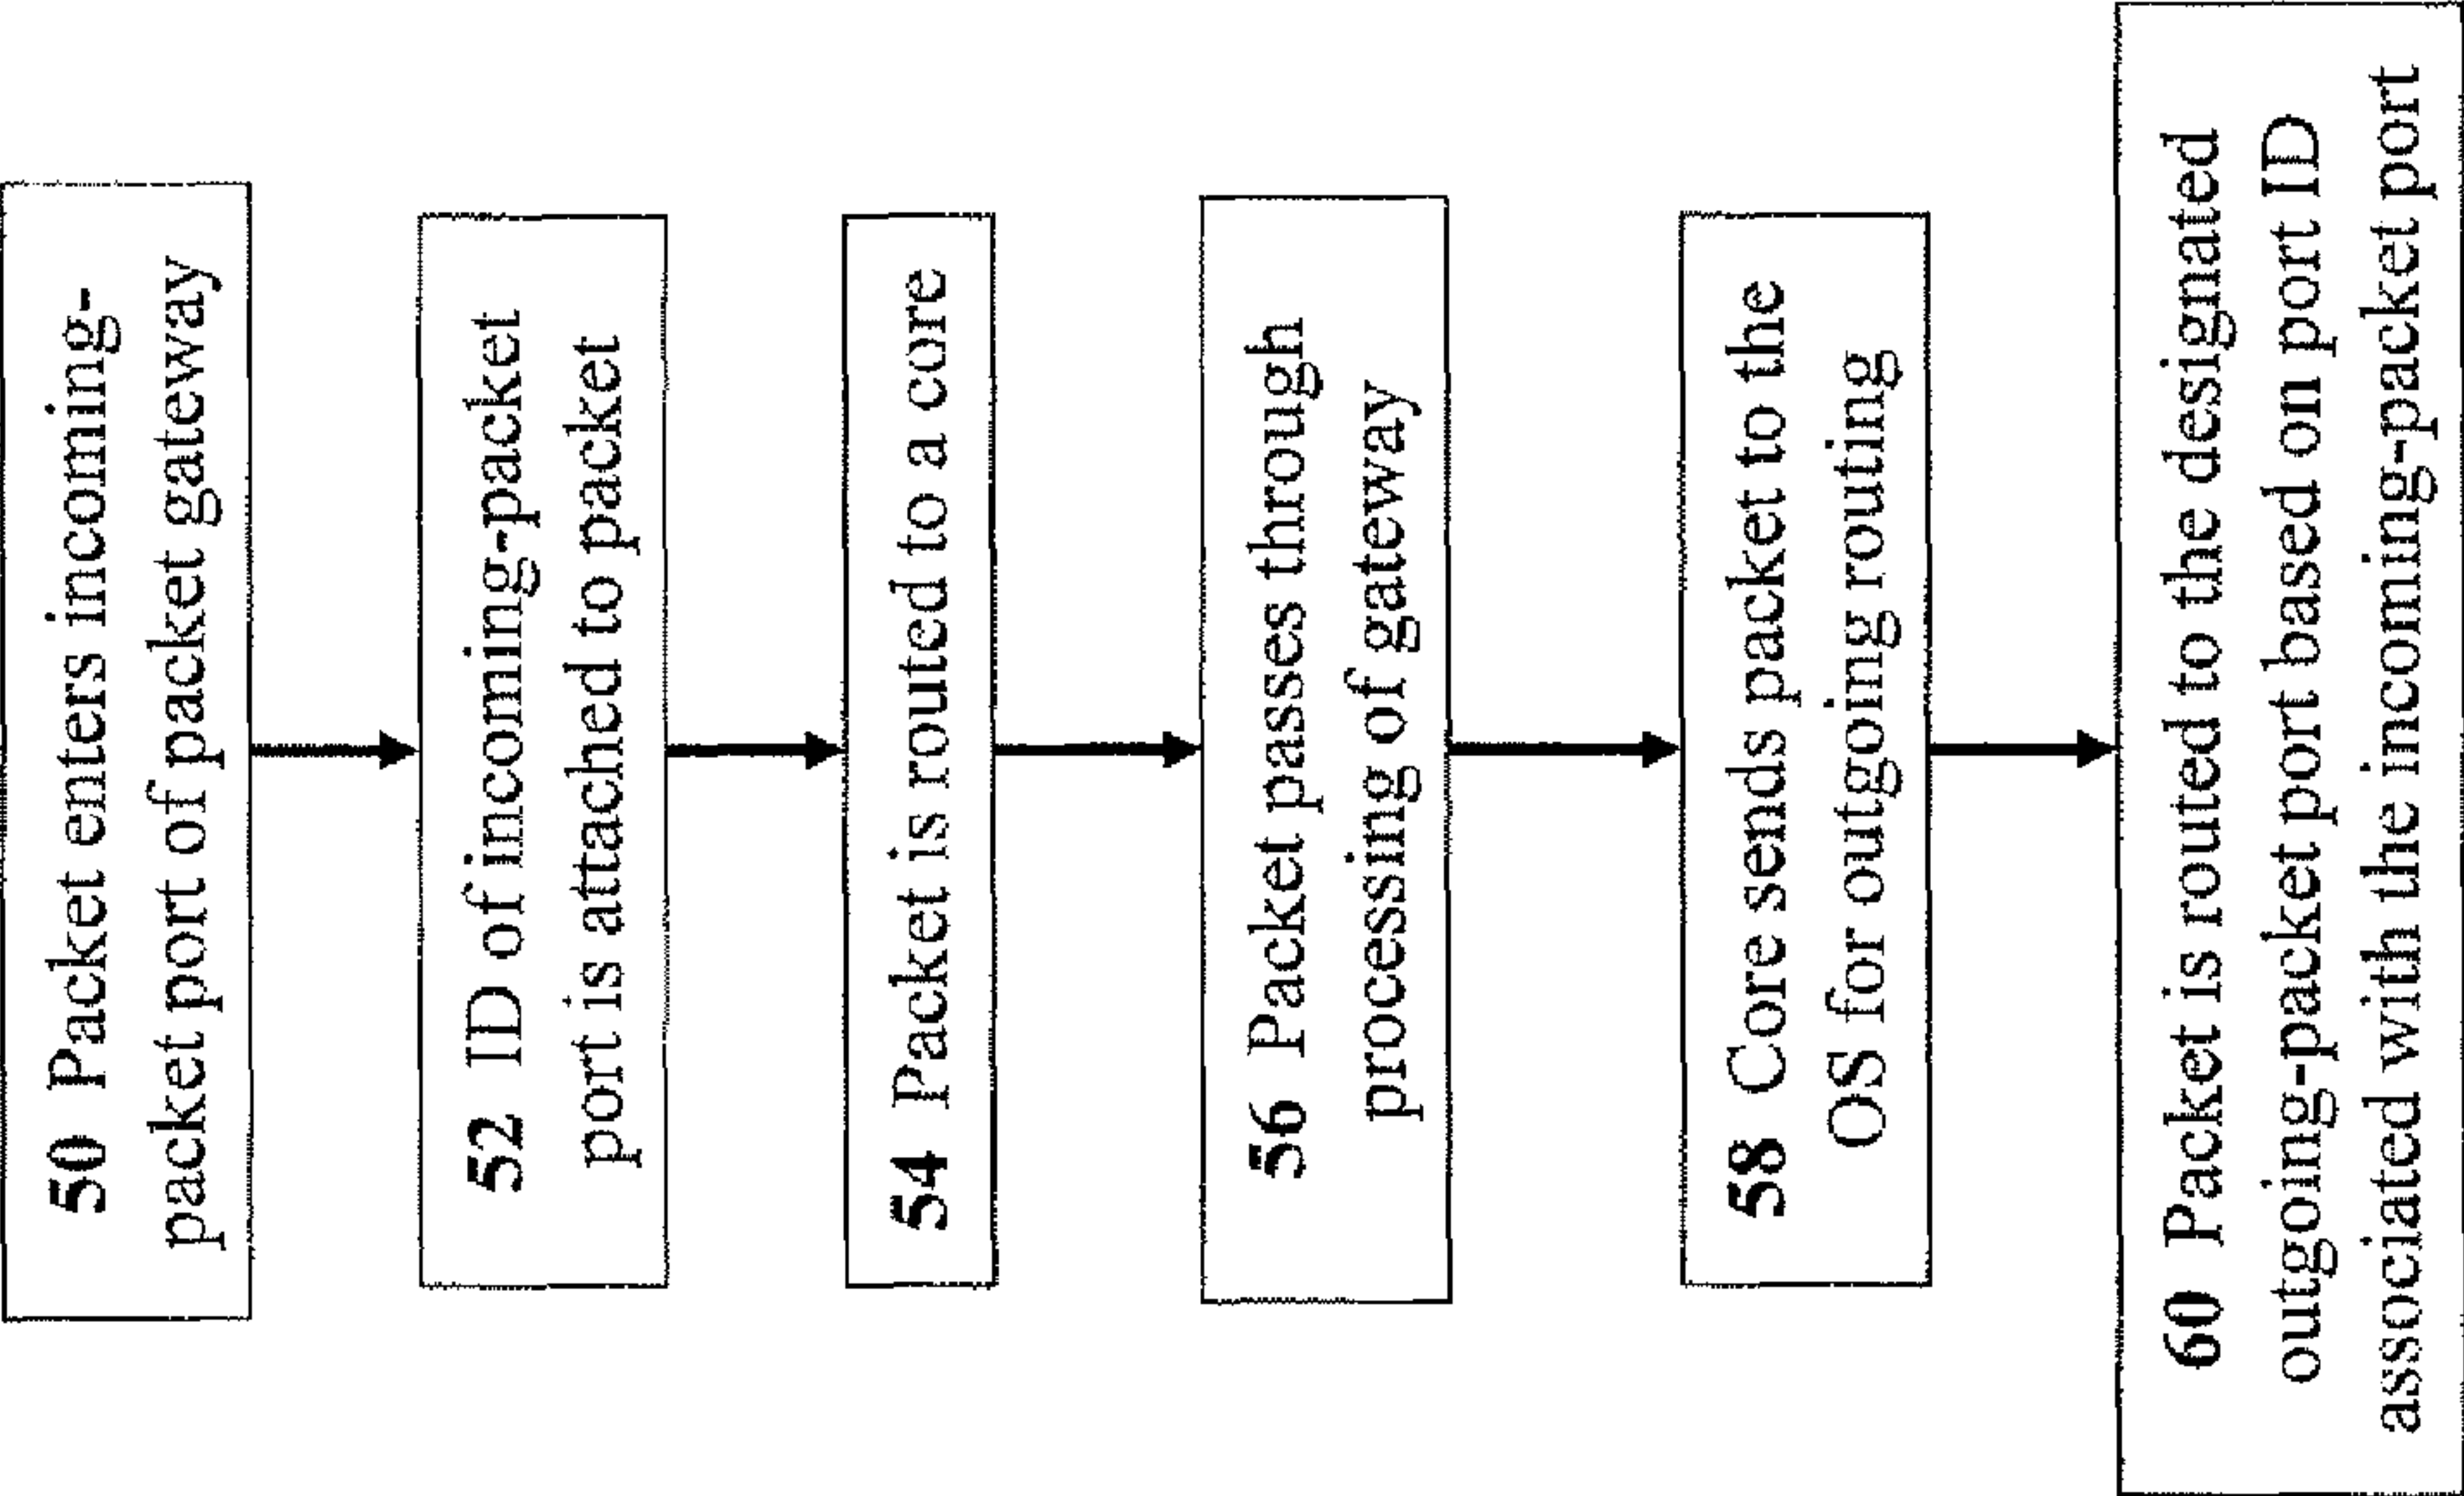 50 Packet enters incoming-
packet port of packet gateway
52 ID of incoming-packet
port is attached to packet
54 Packet is routed to a core
56 Packet passes through
processing of gateway
58 Core sends packet to the
OS for outgoing routing
60 Packet is routed to the designated
outgoing-packet port based on port ID
associated with the incoming-packet port